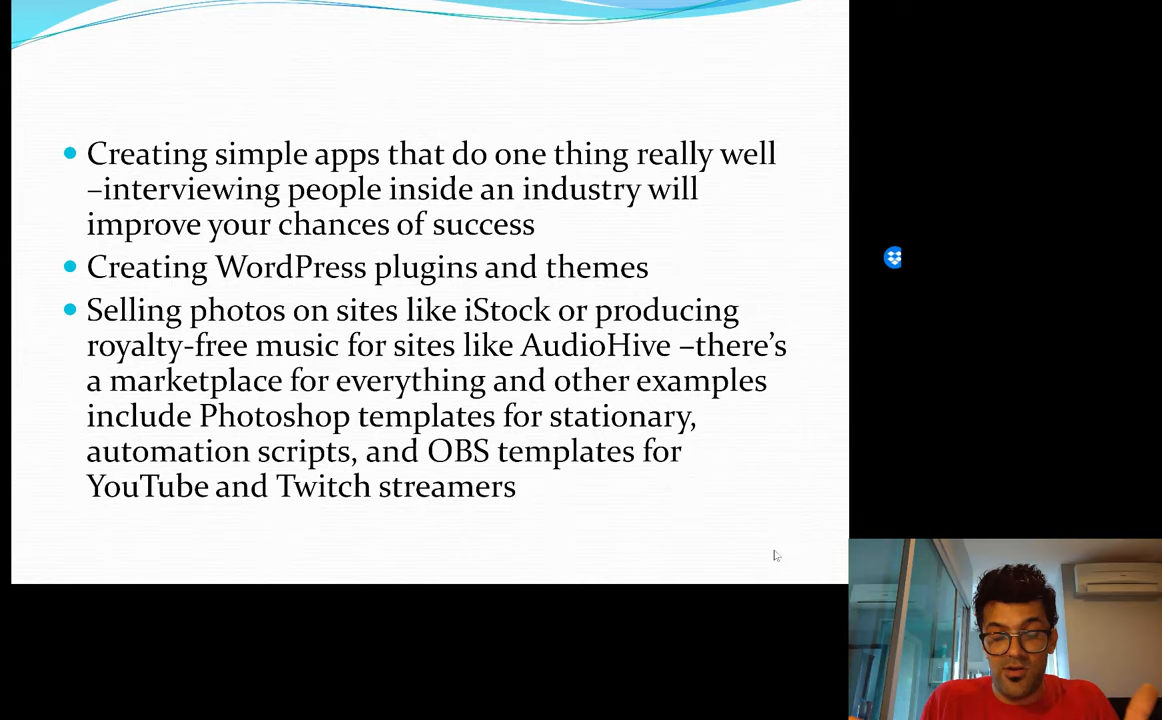 Creating simple apps that do one thing really well
–interviewing people inside an industry will
improve your chances of success
Creating WordPress plugins and themes
Selling photos on sites like iStock or producing
royalty-free music for sites like AudioHive –there’s
a marketplace for everything and other examples
include Photoshop templates for stationary,
automation scripts, and OBS templates for
YouTube and Twitch streamers